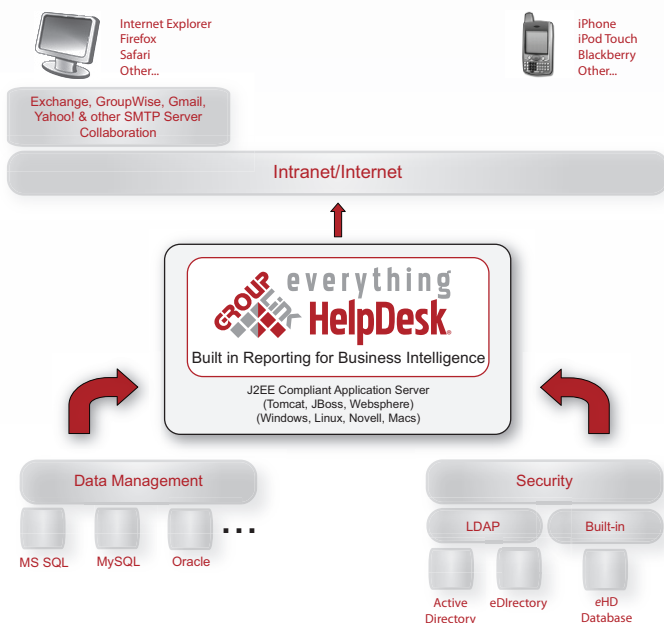 Internet Explorer
Firefox
Safari
Other...
iPhone
iPod Touch
Blackberry
Other...
Exchange, GroupWise, Gmail,
Yahoo! & other SMTP Server
Collaboration
Intranet/Internet
GROUP
Link
everything
HelpDesk.
Built in Reporting for Business Intelligence
J2EE Compliant Application Server
(Tomcat, JBoss, Websphere)
(Windows, Linux, Novell, Macs)
Data Management
MS SQL
MySQL
Oracle
...
Security
LDAP
Built-in
Active
Directory
eDIrectory
eHD
Database